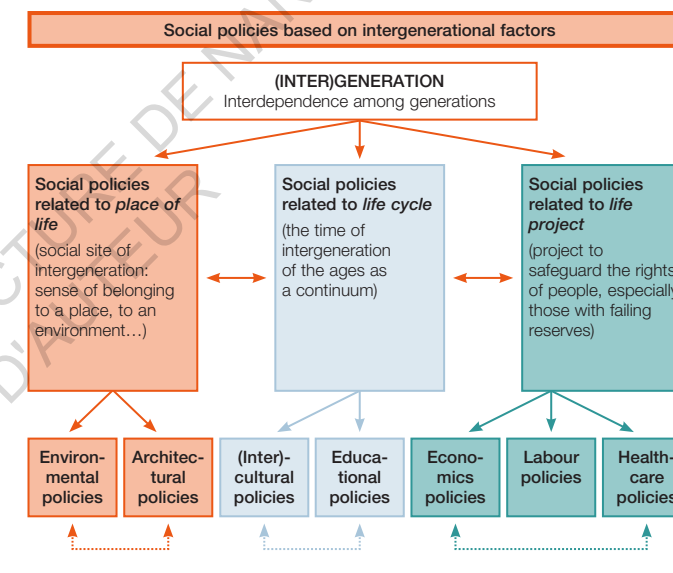 Social policies based on intergenerational factors
(INTER)GENERATION
Interdependence among generations
Social policies
related to place of
life
(social site of
intergeneration:
sense of belonging
to a place, to an
environment…)
Social policies
related to life cycle
(the time of
intergeneration
of the ages as
a continuum)
Social policies
related to life
project
(project to
safeguard the rights
of people, especially
those with failing
reserves)
Environ-
mental
policies
Architec-
tural
policies
(Inter)-
cultural
policies
Educa-
tional
policies
Econo-
mics
policies
Labour
policies
Health-
care
policies
D'AUTEUR